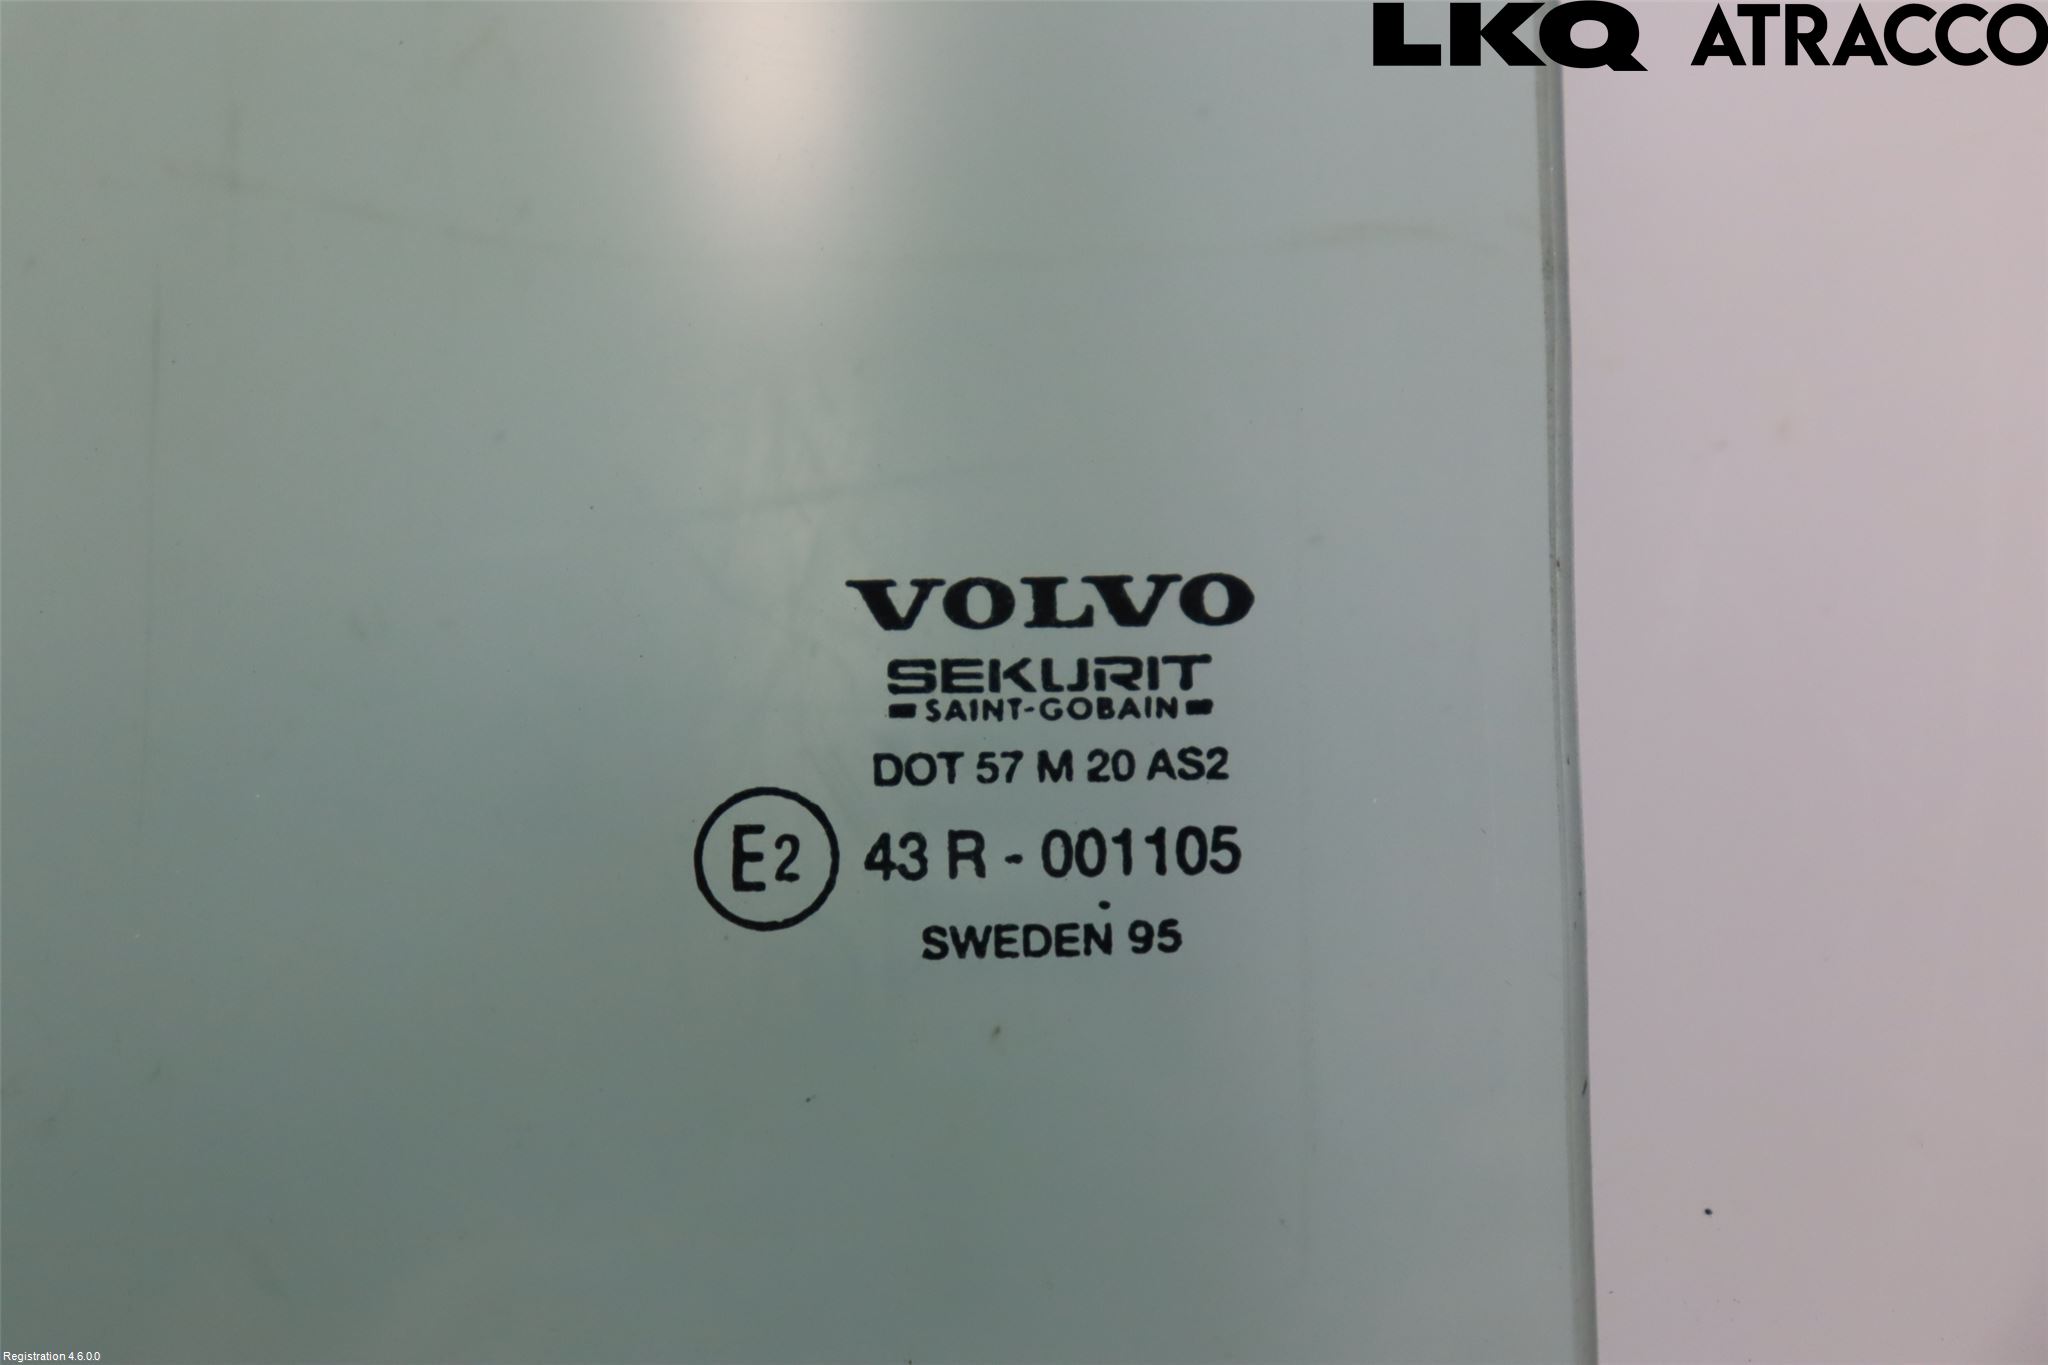 LKQ ATRACCO
VOLVO
SEKURIT
SAINT-GOBAIN
DOT 57 M 20 AS2
E2 43 R - 001105
SWEDEN 95
Registration 4.6.0.0